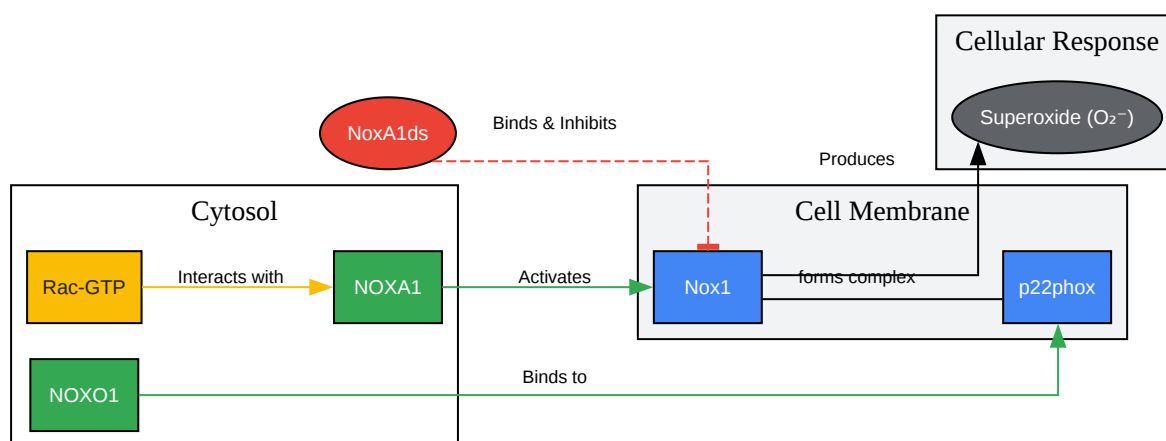 Cellular Response
Superoxide (O₂⁻)
NoxA1ds
Binds & Inhibits
Produces
Cytosol
Cell Membrane
Rac-GTP
Interacts with
NOXA1
Activates
Nox1
forms complex
p22phox
NOXO1
Binds to